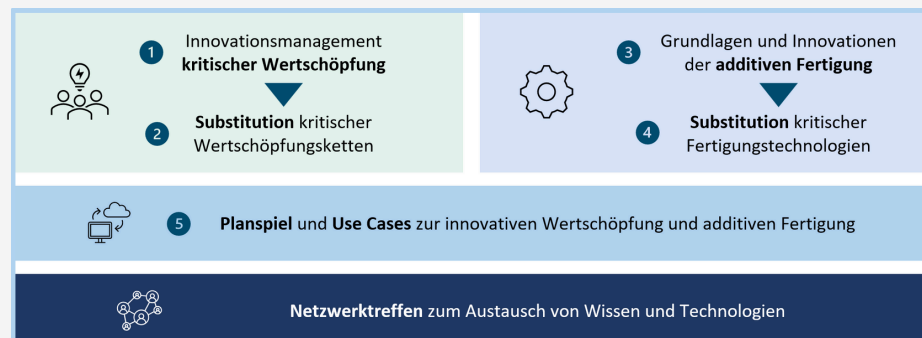 1 Innovationsmanagement
kritischer Wertschöpfung
2 Substitution kritischer
Wertschöpfungsketten
3 Grundlagen und Innovationen
der additiven Fertigung
4 Substitution kritischer
Fertigungstechnologien
5 Planspiel und Use Cases zur innovativen Wertschöpfung und additiven Fertigung
Netzwerktreffen zum Austausch von Wissen und Technologien